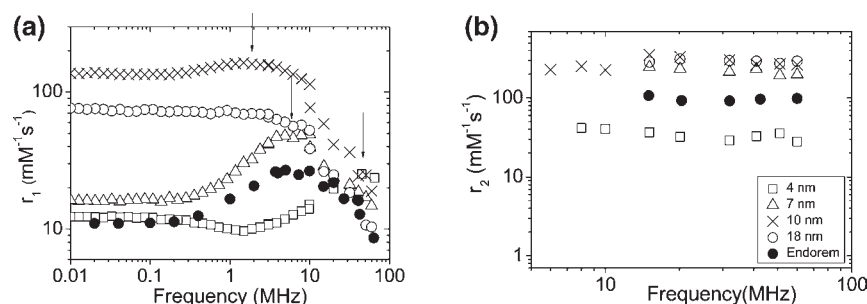 (a)
r₁ (mM⁻¹s⁻¹)
100
10
0.01 0.1 1 10 100
Frequency (MHz)
(b)
r₂ (mM⁻¹s⁻¹)
1000
100
10
1
10 100
Frequency(MHz)
4 nm
7 nm
10 nm
18 nm
Endorem